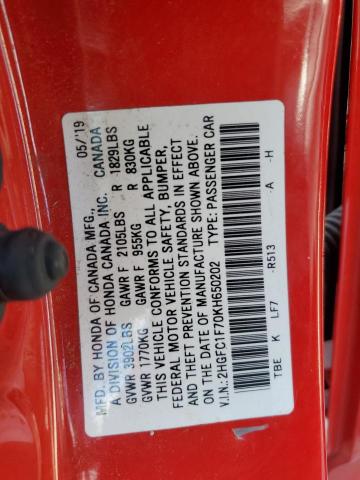 MFD. BY HONDA OF CANADA MFG.,   05/19
A DIVISION OF HONDA CANADA INC.   CANADA
GVWR 3902LBS   GAWR F 2105LBS   R 1829LBS
GVWR 1770KG   GAWR F 955KG   R 830KG
THIS VEHICLE CONFORMS TO ALL APPLICABLE
FEDERAL MOTOR VEHICLE SAFETY, BUMPER,
AND THEFT PREVENTION STANDARDS IN EFFECT
ON THE DATE OF MANUFACTURE SHOWN ABOVE.
V.I.N.: 2HGFC1F70KH650202   TYPE: PASSENGER CAR
TBE   K   LF7   -R513   -A   -H